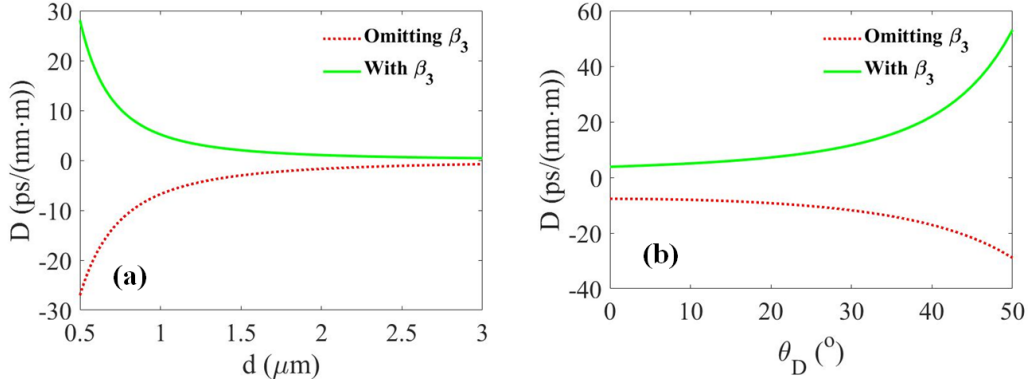 30
20
10
0
-10
-20
-30
D (ps/(nm·m))
Omitting β3
With β3
(a)
0.5 1 1.5 2 2.5 3
d (μm)
60
40
20
0
-20
-40
D (ps/(nm·m))
Omitting β3
With β3
(b)
0 10 20 30 40 50
θD (o)